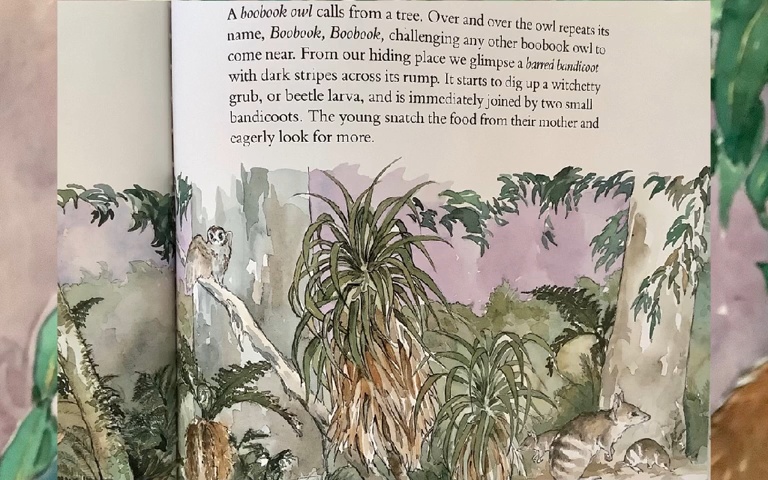 A boobook owl calls from a tree. Over and over the owl repeats its
name, Boobook, Boobook, challenging any other boobook owl to
come near. From our hiding place we glimpse a barred bandicoot
with dark stripes across its rump. It starts to dig up a witchetty
grub, or beetle larva, and is immediately joined by two small
bandicoots. The young snatch the food from their mother and
eagerly look for more.